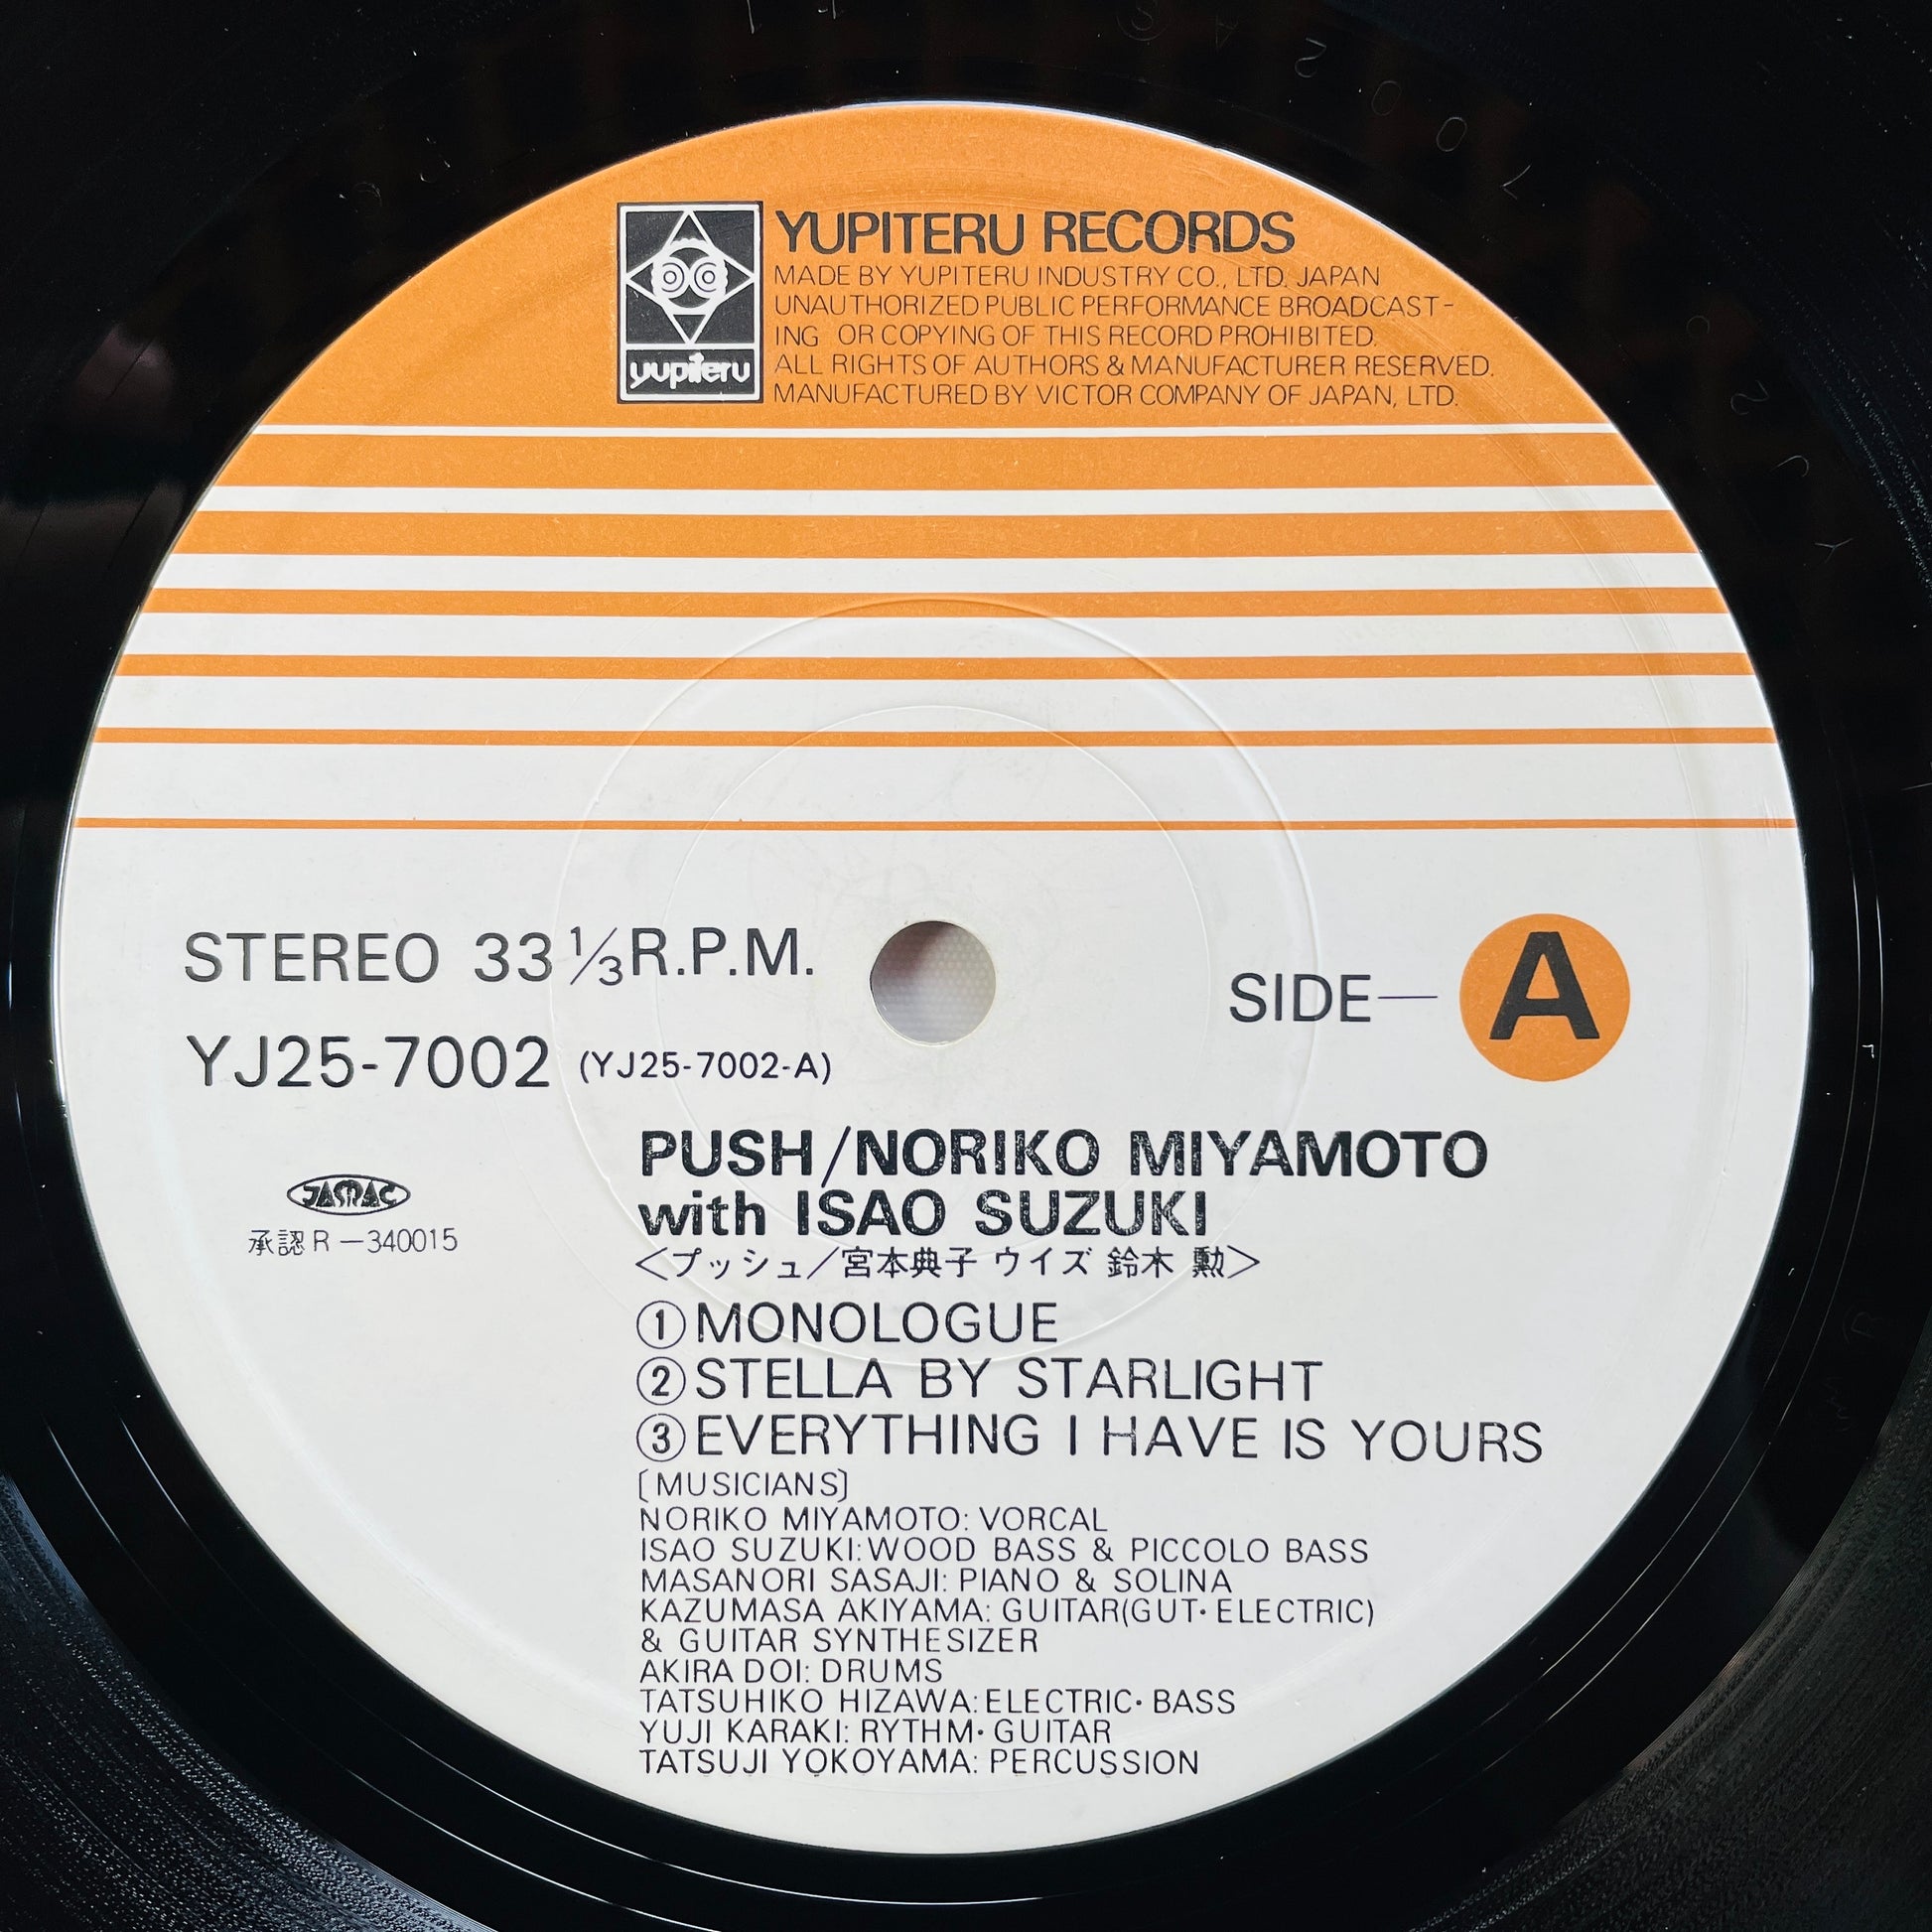 YUPITERU RECORDS
MADE BY YUPITERU INDUSTRY CO., LTD. JAPAN
UNAUTHORIZED PUBLIC PERFORMANCE BROADCAST-
ING OR COPYING OF THIS RECORD PROHIBITED.
ALL RIGHTS OF AUTHORS & MANUFACTURER RESERVED.
MANUFACTURED BY VICTOR COMPANY OF JAPAN, LTD.
yupiteru
STEREO 33 1/3 R.P.M.
YJ25-7002 (YJ25-7002-A)
SIDE—A
JASRAC
承認R-340015
PUSH/NORIKO MIYAMOTO
with ISAO SUZUKI
<プッシュ/宮本典子 ウイズ 鈴木 勲>
①MONOLOGUE
②STELLA BY STARLIGHT
③EVERYTHING I HAVE IS YOURS
[MUSICIANS]
NORIKO MIYAMOTO: VORCAL
ISAO SUZUKI: WOOD BASS & PICCOLO BASS
MASANORI SASAJI: PIANO & SOLINA
KAZUMASA AKIYAMA: GUITAR(GUT・ELECTRIC)
& GUITAR SYNTHESIZER
AKIRA DOI: DRUMS
TATSUHIKO HIZAWA: ELECTRIC・BASS
YUJI KARAKI: RYTHM・GUITAR
TATSUJI YOKOYAMA: PERCUSSION